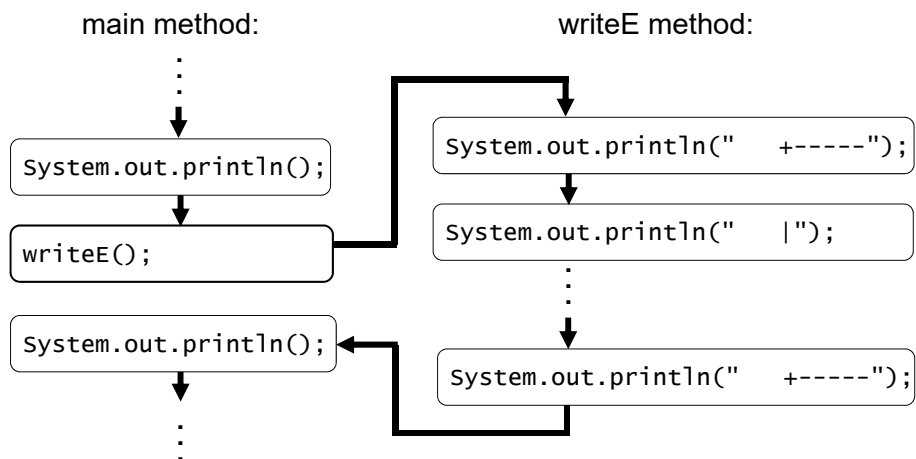 main method:
writeE method:
System.out.println();
writeE();
System.out.println();
System.out.println("   +-----");
System.out.println("   |");
System.out.println("   +-----");